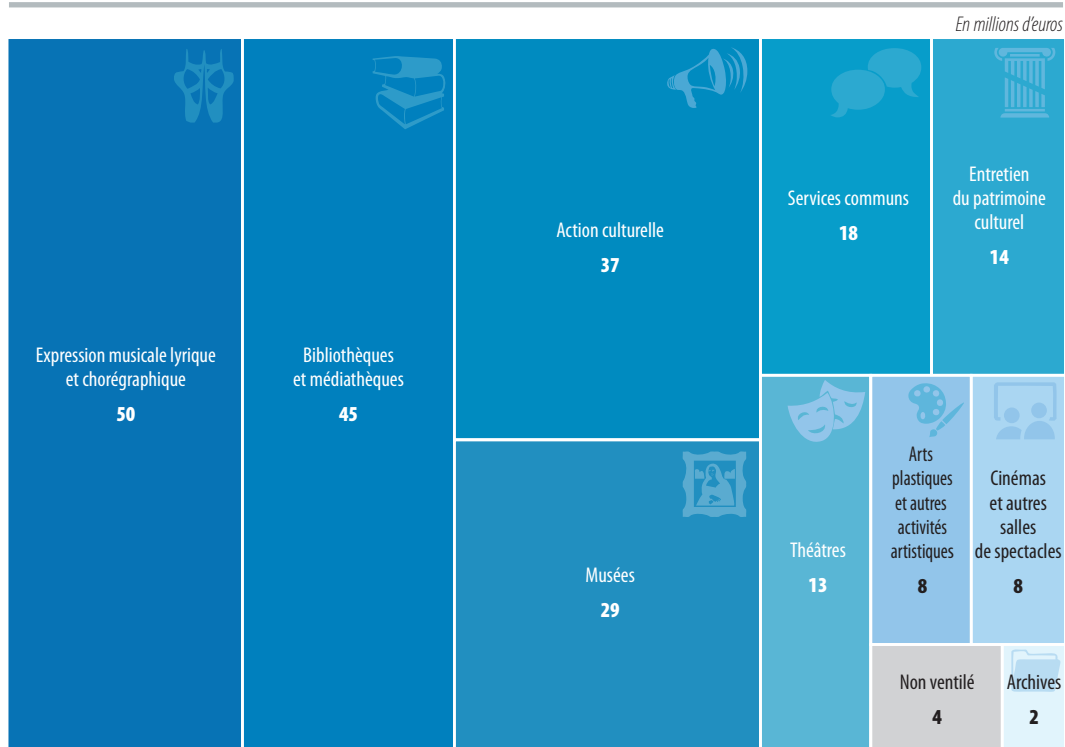 En millions d'euros
Expression musicale lyrique
et chorégraphique
50
Bibliothèques
et médiathèques
45
Action culturelle
37
Musées
29
Services communs
18
Entretien
du patrimoine
culturel
14
Théâtres
13
Arts
plastiques
et autres
activités
artistiques
8
Cinémas
et autres
salles
de spectacles
8
Non ventilé
4
Archives
2